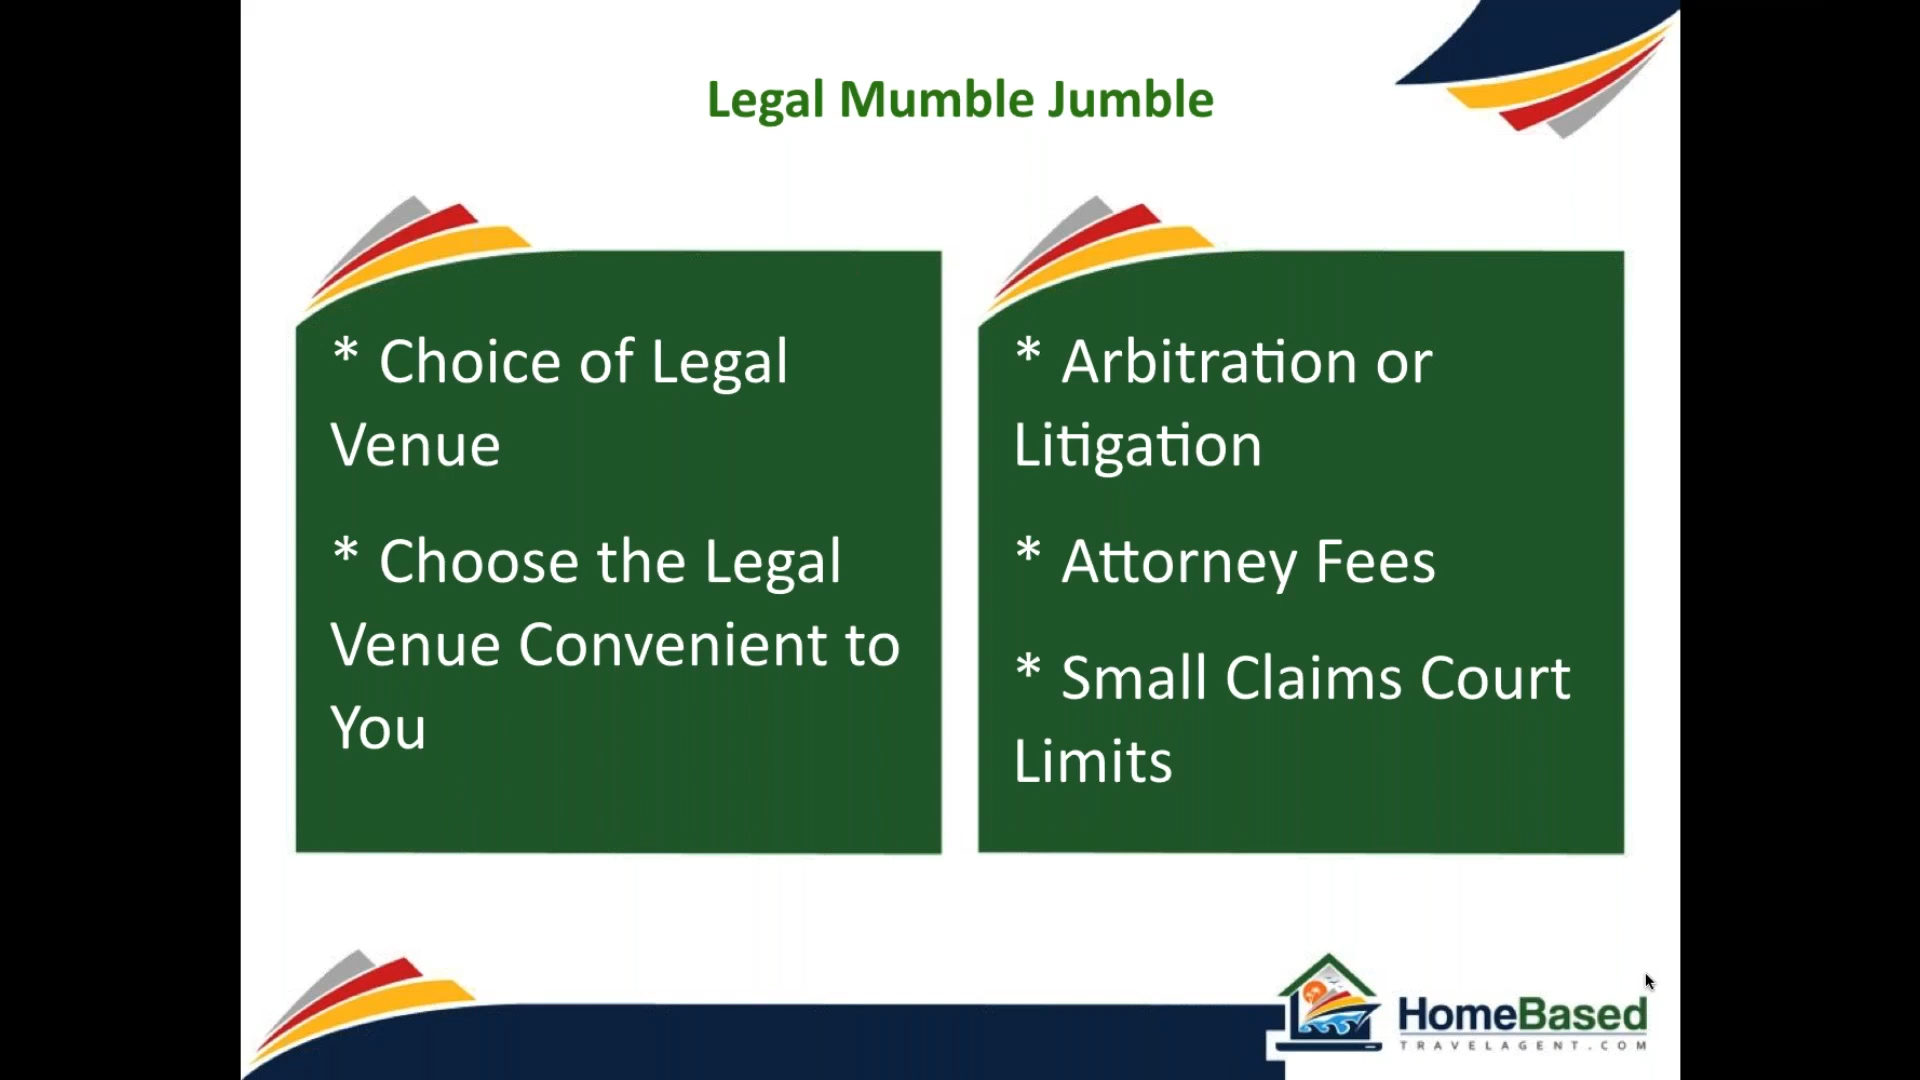 Legal Mumble Jumble
* Choice of Legal
Venue
* Choose the Legal
Venue Convenient to
You
* Arbitration or
Litigation
* Attorney Fees
* Small Claims Court
Limits
HomeBased
TRAVELAGENT.COM